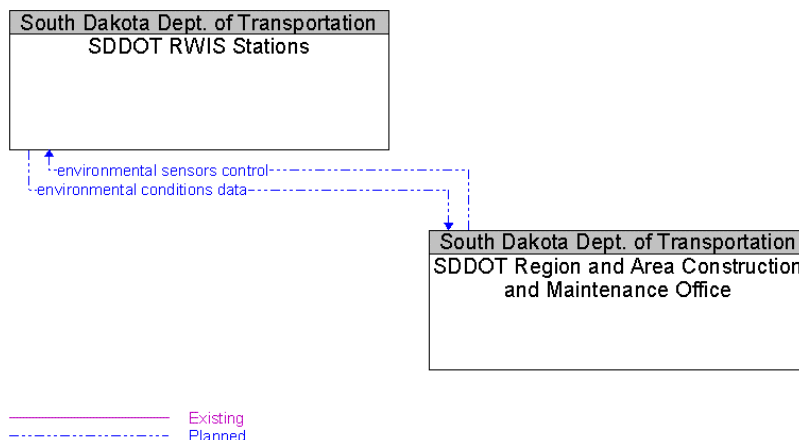 South Dakota Dept. of Transportation
SDDOT RWIS Stations
environmental sensors control
environmental conditions data
South Dakota Dept. of Transportation
SDDOT Region and Area Construction
and Maintenance Office
Existing
Planned